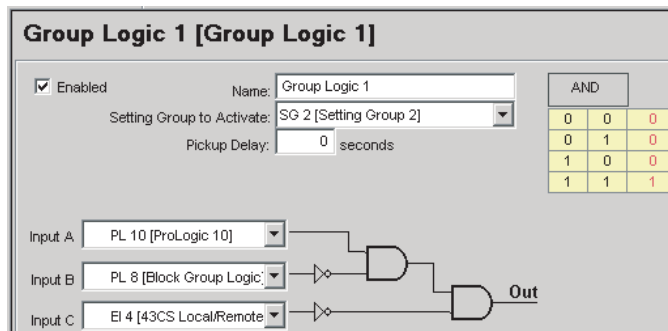 Group Logic 1 [Group Logic 1]
Enabled
Name: Group Logic 1
Setting Group to Activate: SG 2 [Setting Group 2]
Pickup Delay: 0 seconds
AND
0 0 0
0 1 0
1 0 0
1 1 1
Input A PL 10 [ProLogic 10]
Input B PL 8 [Block Group Logic]
Input C EI 4 [43CS Local/Remote
Out